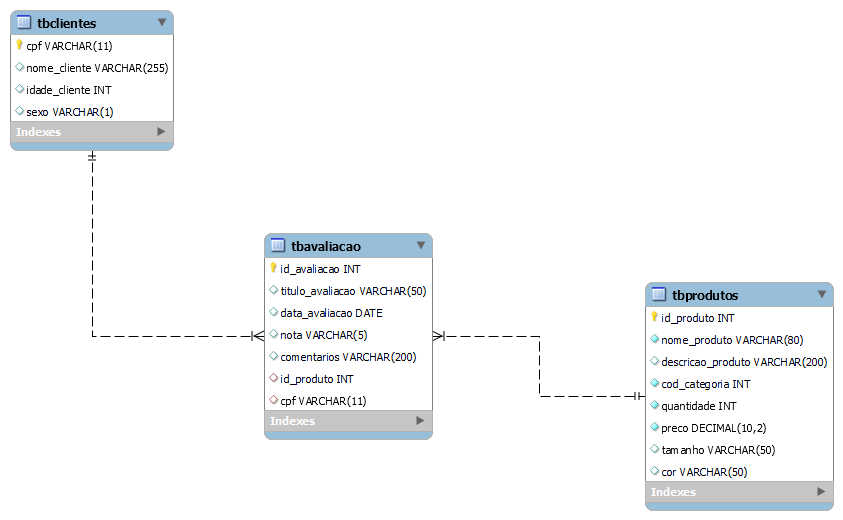 tbclientes
cpf VARCHAR(11)
nome_cliente VARCHAR(255)
idade_cliente INT
sexo VARCHAR(1)
Indexes
tbavaliacao
id_avaliacao INT
titulo_avaliacao VARCHAR(50)
data_avaliacao DATE
nota VARCHAR(5)
comentarios VARCHAR(200)
id_produto INT
cpf VARCHAR(11)
Indexes
tbprodutos
id_produto INT
nome_produto VARCHAR(80)
descricao_produto VARCHAR(200)
cod_categoria INT
quantidade INT
preco DECIMAL(10,2)
tamanho VARCHAR(50)
cor VARCHAR(50)
Indexes